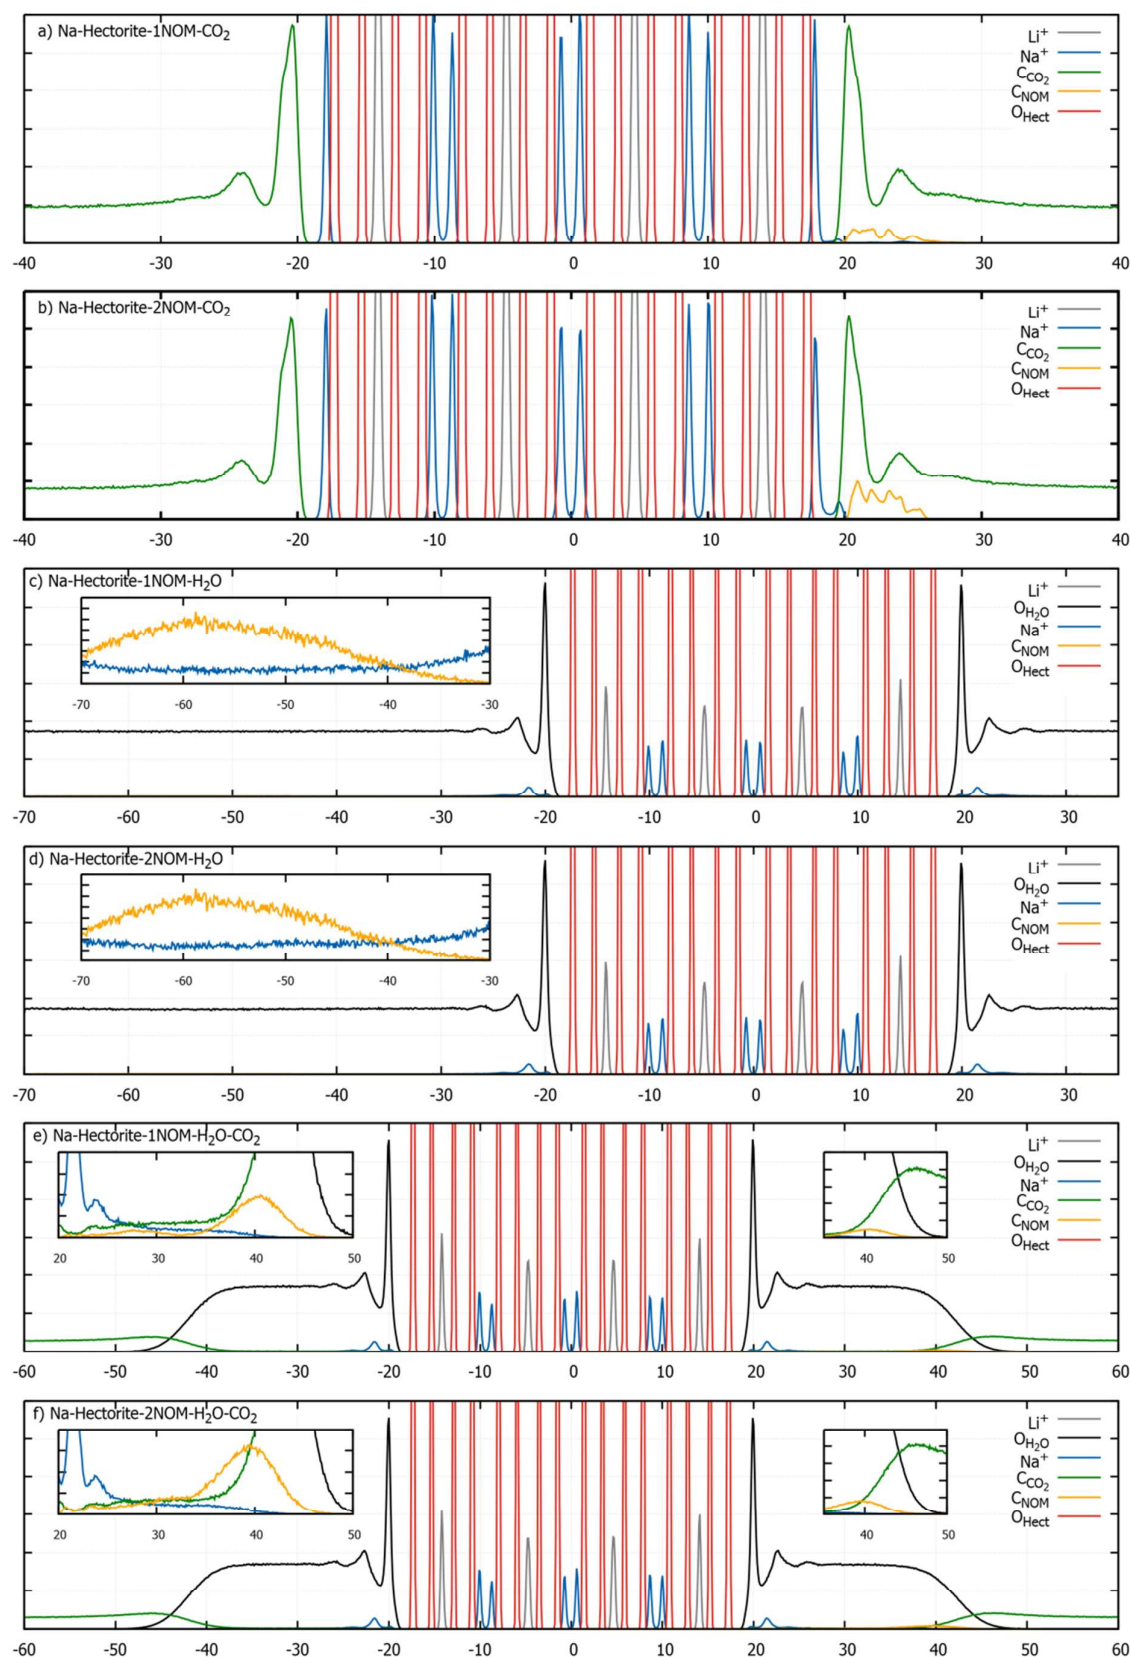 a) Na-Hectorite-1NOM-CO2
Li+
Na+
CCO2
CNOM
OHect
-40 -30 -20 -10 0 10 20 30 40
b) Na-Hectorite-2NOM-CO2
Li+
Na+
CCO2
CNOM
OHect
-40 -30 -20 -10 0 10 20 30 40
c) Na-Hectorite-1NOM-H2O
Li+
OH2O
Na+
CNOM
OHect
-70 -60 -50 -40 -30
-70 -60 -50 -40 -30 -20 -10 0 10 20 30
d) Na-Hectorite-2NOM-H2O
Li+
OH2O
Na+
CNOM
OHect
-70 -60 -50 -40 -30
-70 -60 -50 -40 -30 -20 -10 0 10 20 30
e) Na-Hectorite-1NOM-H2O-CO2
Li+
OH2O
Na+
CCO2
CNOM
OHect
20 30 40 50
40 50
-60 -50 -40 -30 -20 -10 0 10 20 30 40 50 60
f) Na-Hectorite-2NOM-H2O-CO2
Li+
OH2O
Na+
CCO2
CNOM
OHect
20 30 40 50
40 50
-60 -50 -40 -30 -20 -10 0 10 20 30 40 50 60